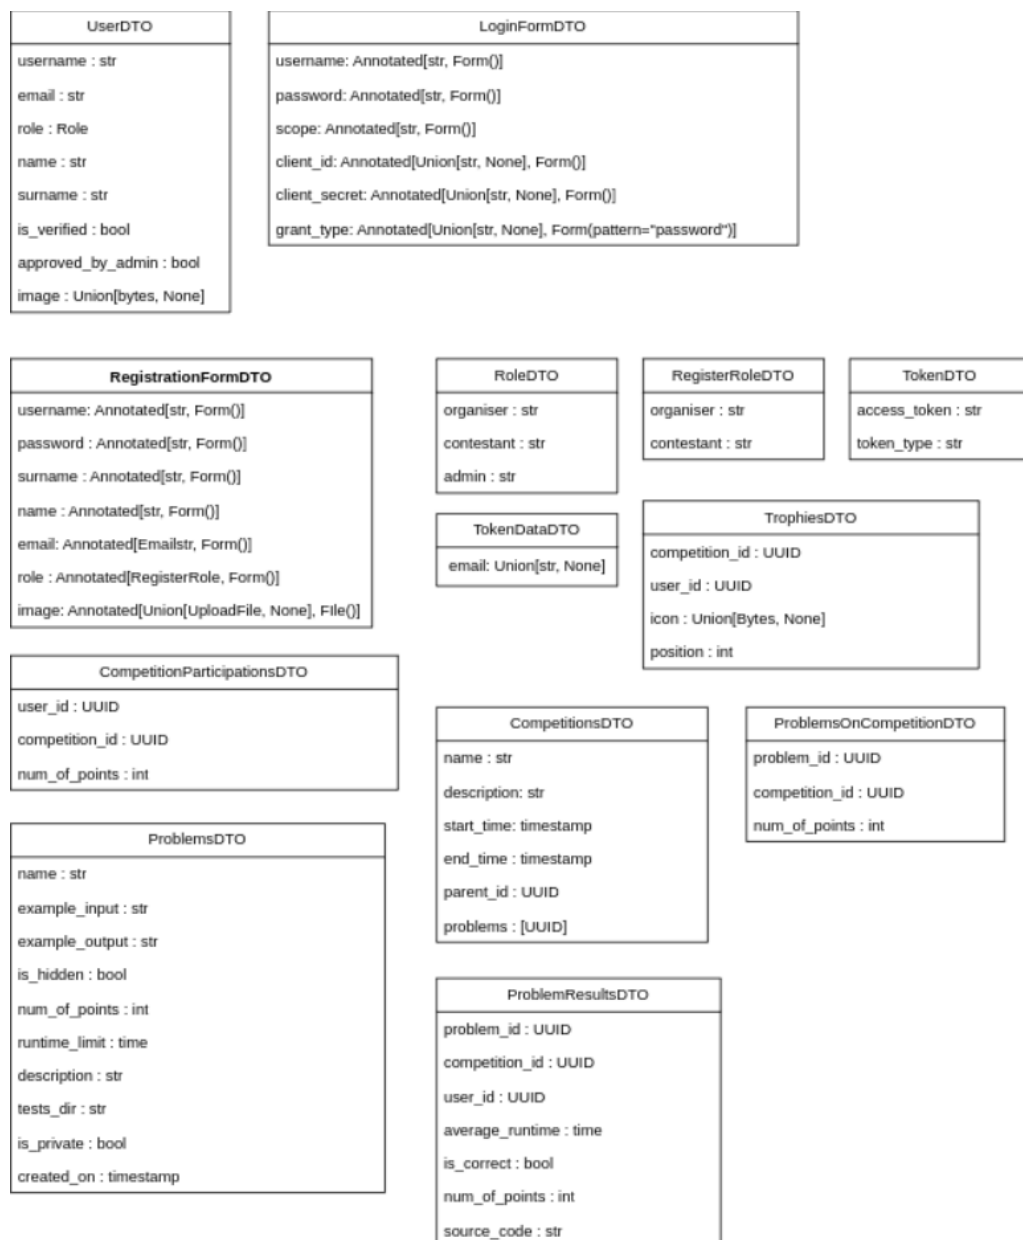 UserDTO
username : str
email : str
role : Role
name : str
surname : str
is_verified : bool
approved_by_admin : bool
image : Union[bytes, None]
LoginFormDTO
username: Annotated[str, Form()]
password: Annotated[str, Form()]
scope: Annotated[str, Form()]
client_id: Annotated[Union[str, None], Form()]
client_secret: Annotated[Union[str, None], Form()]
grant_type: Annotated[Union[str, None], Form(pattern="password")]
RegistrationFormDTO
username: Annotated[str, Form()]
password : Annotated[str, Form()]
surname : Annotated[str, Form()]
name : Annotated[str, Form()]
email: Annotated[Emailstr, Form()]
role : Annotated[RegisterRole, Form()]
image: Annotated[Union[UploadFile, None], FIle()]
RoleDTO
organiser : str
contestant : str
admin : str
RegisterRoleDTO
organiser : str
contestant : str
TokenDTO
access_token : str
token_type : str
TokenDataDTO
email: Union[str, None]
TrophiesDTO
competition_id : UUID
user_id : UUID
icon : Union[Bytes, None]
position : int
CompetitionParticipationsDTO
user_id : UUID
competition_id : UUID
num_of_points : int
CompetitionsDTO
name : str
description: str
start_time: timestamp
end_time : timestamp
parent_id : UUID
problems : [UUID]
ProblemsOnCompetitionDTO
problem_id : UUID
competition_id : UUID
num_of_points : int
ProblemsDTO
name : str
example_input : str
example_output : str
is_hidden : bool
num_of_points : int
runtime_limit : time
description : str
tests_dir : str
is_private : bool
created_on : timestamp
ProblemResultsDTO
problem_id : UUID
competition_id : UUID
user_id : UUID
average_runtime : time
is_correct : bool
num_of_points : int
source_code : str